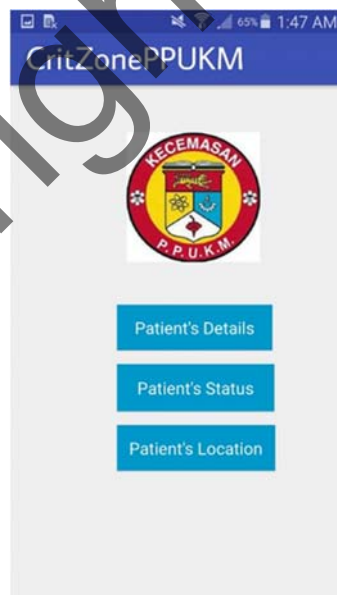 65% 1:47 AM
CritZonePPUKM
KECEMASAN
P.P.U.K.M.
Patient's Details
Patient's Status
Patient's Location